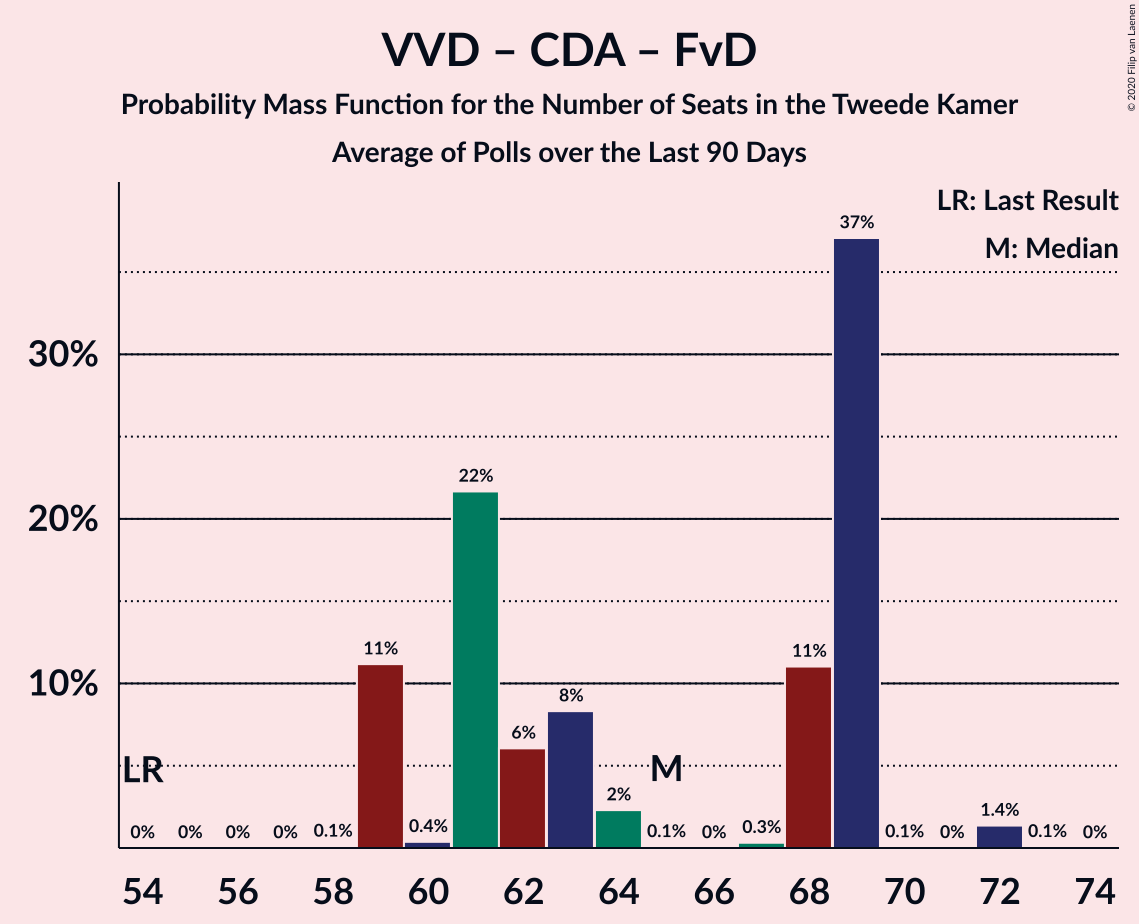 VVD – CDA – FvD
Probability Mass Function for the Number of Seats in the Tweede Kamer
Average of Polls over the Last 90 Days
© 2020 Filip van Laenen
LR: Last Result
M: Median
37%
30%
22%
20%
11%
11%
10%
8%
6%
LR
M
2%
1.4%
0% 0% 0% 0% 0.1% 0.4% 0.1% 0% 0.3% 0.1% 0% 0.1% 0%
54 56 58 60 62 64 66 68 70 72 74